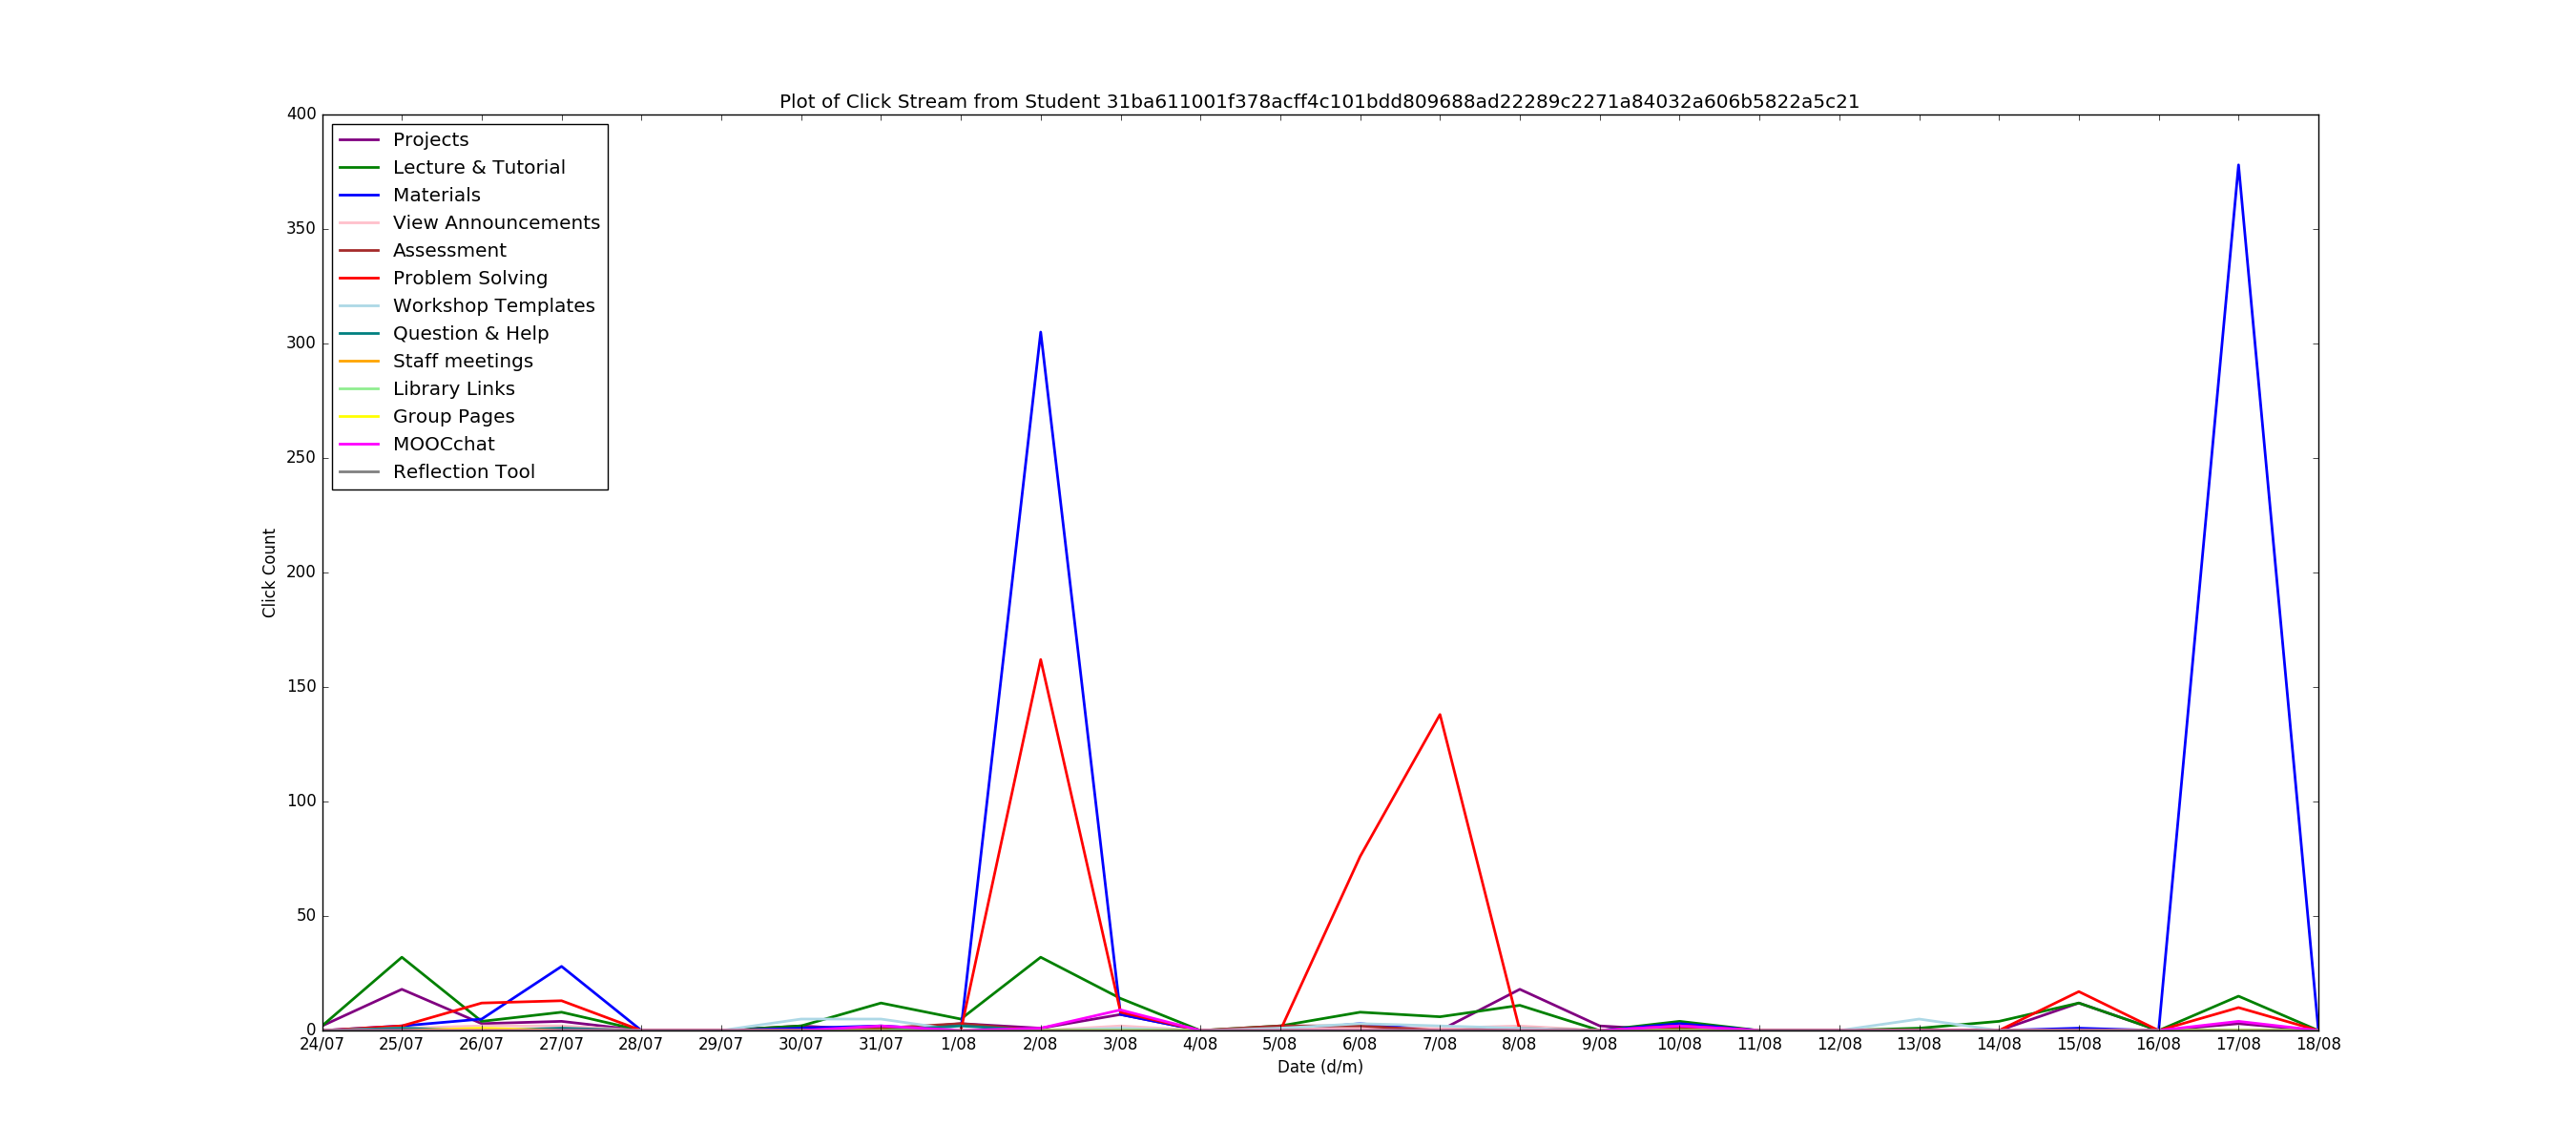 Plot of Click Stream from Student 31ba611001f378acff4c101bdd809688ad22289c2271a84032a606b5822a5c21
400
350
300
250
200
150
100
50
0
Click Count
Projects
Lecture & Tutorial
Materials
View Announcements
Assessment
Problem Solving
Workshop Templates
Question & Help
Staff meetings
Library Links
Group Pages
MOOCchat
Reflection Tool
24/07 25/07 26/07 27/07 28/07 29/07 30/07 31/07 1/08 2/08 3/08 4/08 5/08 6/08 7/08 8/08 9/08 10/08 11/08 12/08 13/08 14/08 15/08 16/08 17/08 18/08
Date (d/m)